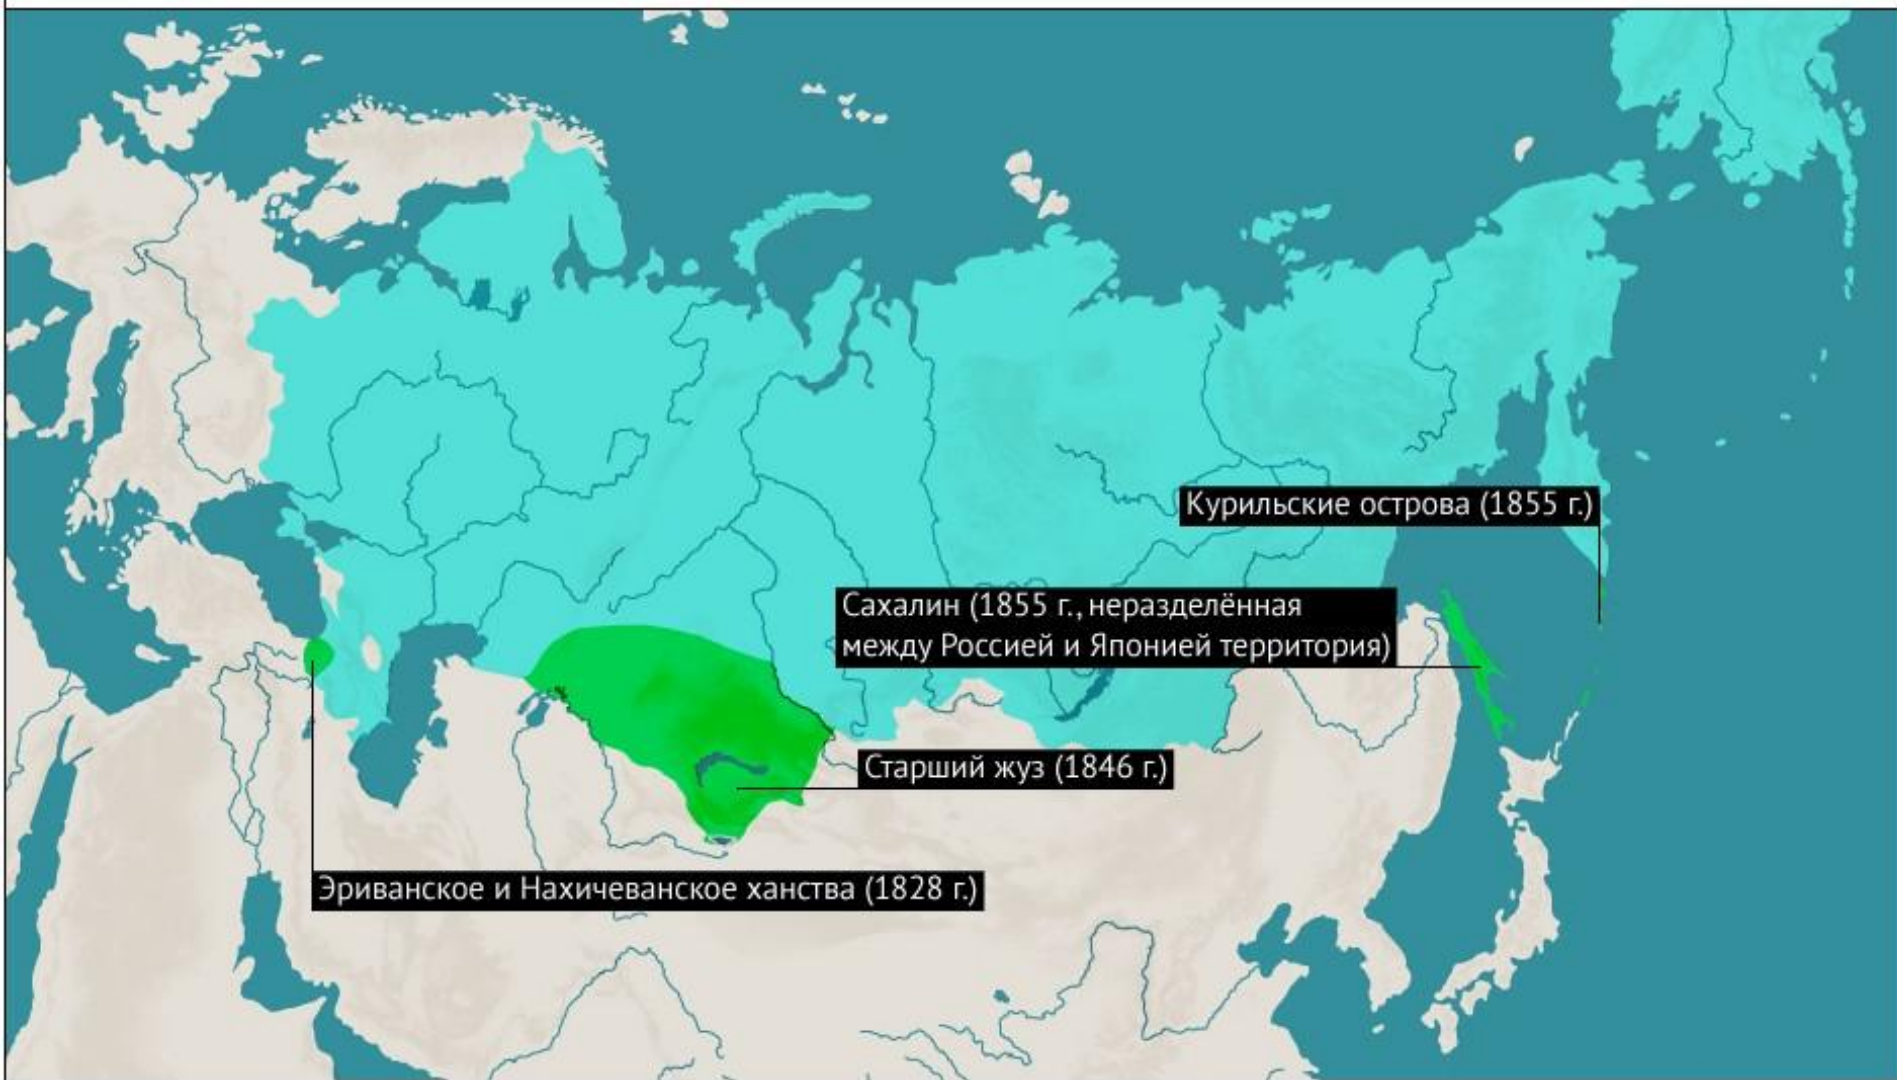 Курильские острова (1855 г.)
Сахалин (1855 г., неразделённая
между Россией и Японией территория)
Старший жуз (1846 г.)
Эриванское и Нахичеванское ханства (1828 г.)